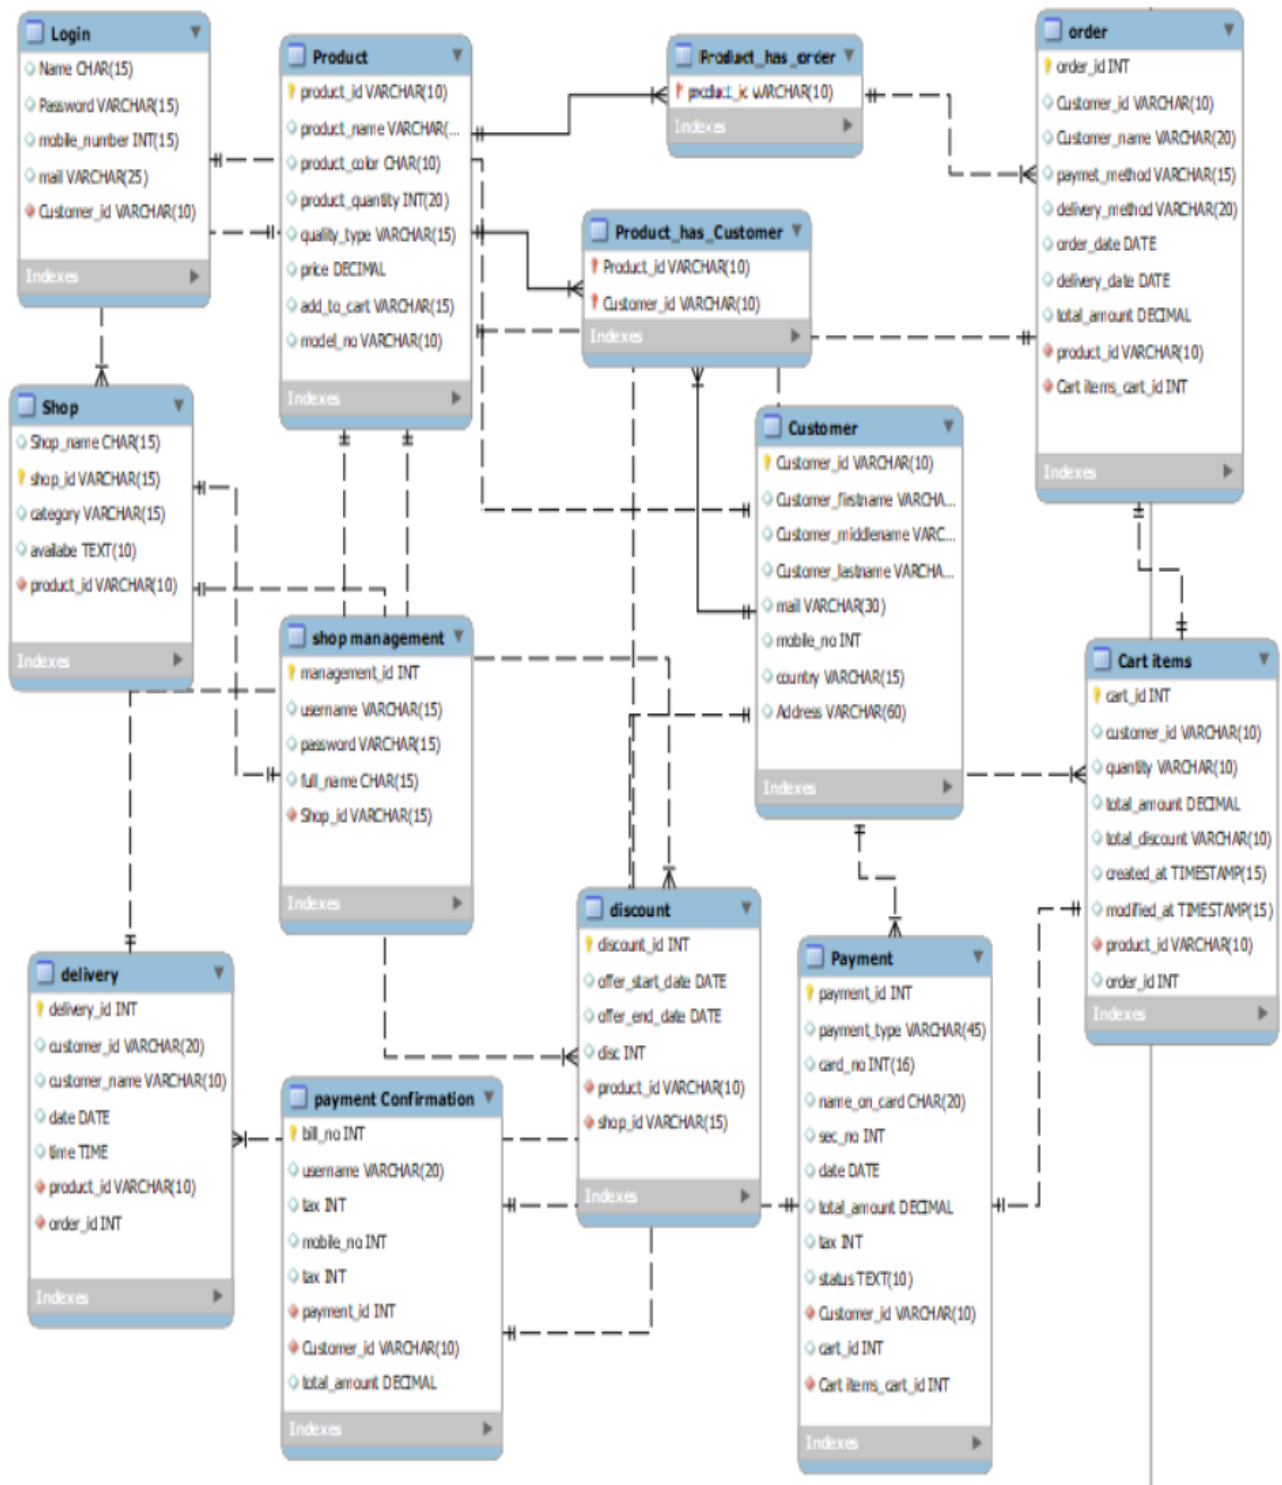 Login
Name CHAR(15)
Password VARCHAR(15)
mobile_number INT(15)
mail VARCHAR(25)
Customer_id VARCHAR(10)
Indexes
Product
product_id VARCHAR(10)
product_name VARCHAR(...
product_color CHAR(10)
product_quantity INT(20)
quality_type VARCHAR(15)
price DECIMAL
add_to_cart VARCHAR(15)
model_no VARCHAR(10)
Indexes
Product_has_order
VARCHAR(10)
Indexes
order
order_id INT
Customer_id VARCHAR(10)
Customer_name VARCHAR(20)
paymet_method VARCHAR(15)
delivery_method VARCHAR(20)
order_date DATE
delivery_date DATE
total_amount DECIMAL
product_id VARCHAR(10)
Cart items_cart_id INT
Indexes
Product_has_Customer
Product_id VARCHAR(10)
Customer_id VARCHAR(10)
Indexes
Shop
Shop_name CHAR(15)
shop_id VARCHAR(15)
category VARCHAR(15)
availabe TEXT(10)
product_id VARCHAR(10)
Indexes
Customer
Customer_id VARCHAR(10)
Customer_firstname VARCHA...
Customer_middlename VARC...
Customer_lastname VARCHA...
mail VARCHAR(30)
mobile_no INT
country VARCHAR(15)
Address VARCHAR(60)
Indexes
shop management
management_id INT
username VARCHAR(15)
password VARCHAR(15)
full_name CHAR(15)
Shop_id VARCHAR(15)
Indexes
Cart items
cart_id INT
customer_id VARCHAR(10)
quantity VARCHAR(10)
total_amount DECIMAL
total_discount VARCHAR(10)
created_at TIMESTAMP(15)
modified_at TIMESTAMP(15)
product_id VARCHAR(10)
order_id INT
Indexes
delivery
delivery_id INT
customer_id VARCHAR(20)
customer_name VARCHAR(10)
date DATE
time TIME
product_id VARCHAR(10)
order_id INT
Indexes
discount
discount_id INT
offer_start_date DATE
offer_end_date DATE
disc INT
product_id VARCHAR(10)
shop_id VARCHAR(15)
Indexes
Payment
payment_id INT
payment_type VARCHAR(45)
card_no INT(16)
name_on_card CHAR(20)
sec_no INT
date DATE
total_amount DECIMAL
tax INT
status TEXT(10)
Customer_id VARCHAR(10)
cart_id INT
Cart items_cart_id INT
Indexes
payment Confirmation
bill_no INT
username VARCHAR(20)
tax INT
mobile_no INT
tax INT
payment_id INT
Customer_id VARCHAR(10)
total_amount DECIMAL
Indexes